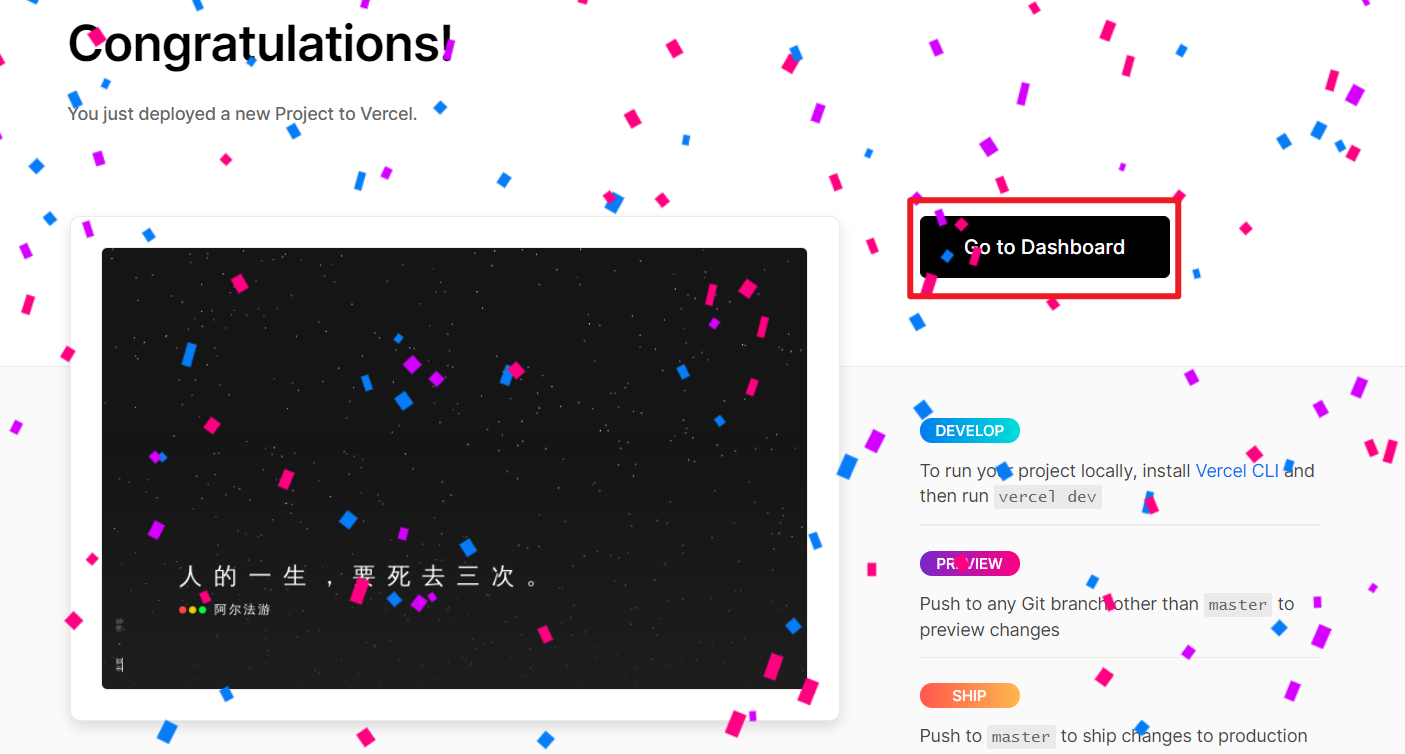 Congratulations!
You just deployed a new Project to Vercel.
Go to Dashboard
人的一生，要死去三次。
阿尔法游
DEVELOP
To run your project locally, install Vercel CLI and
then run vercel dev
PREVIEW
Push to any Git branch other than master to
preview changes
SHIP
Push to master to ship changes to production